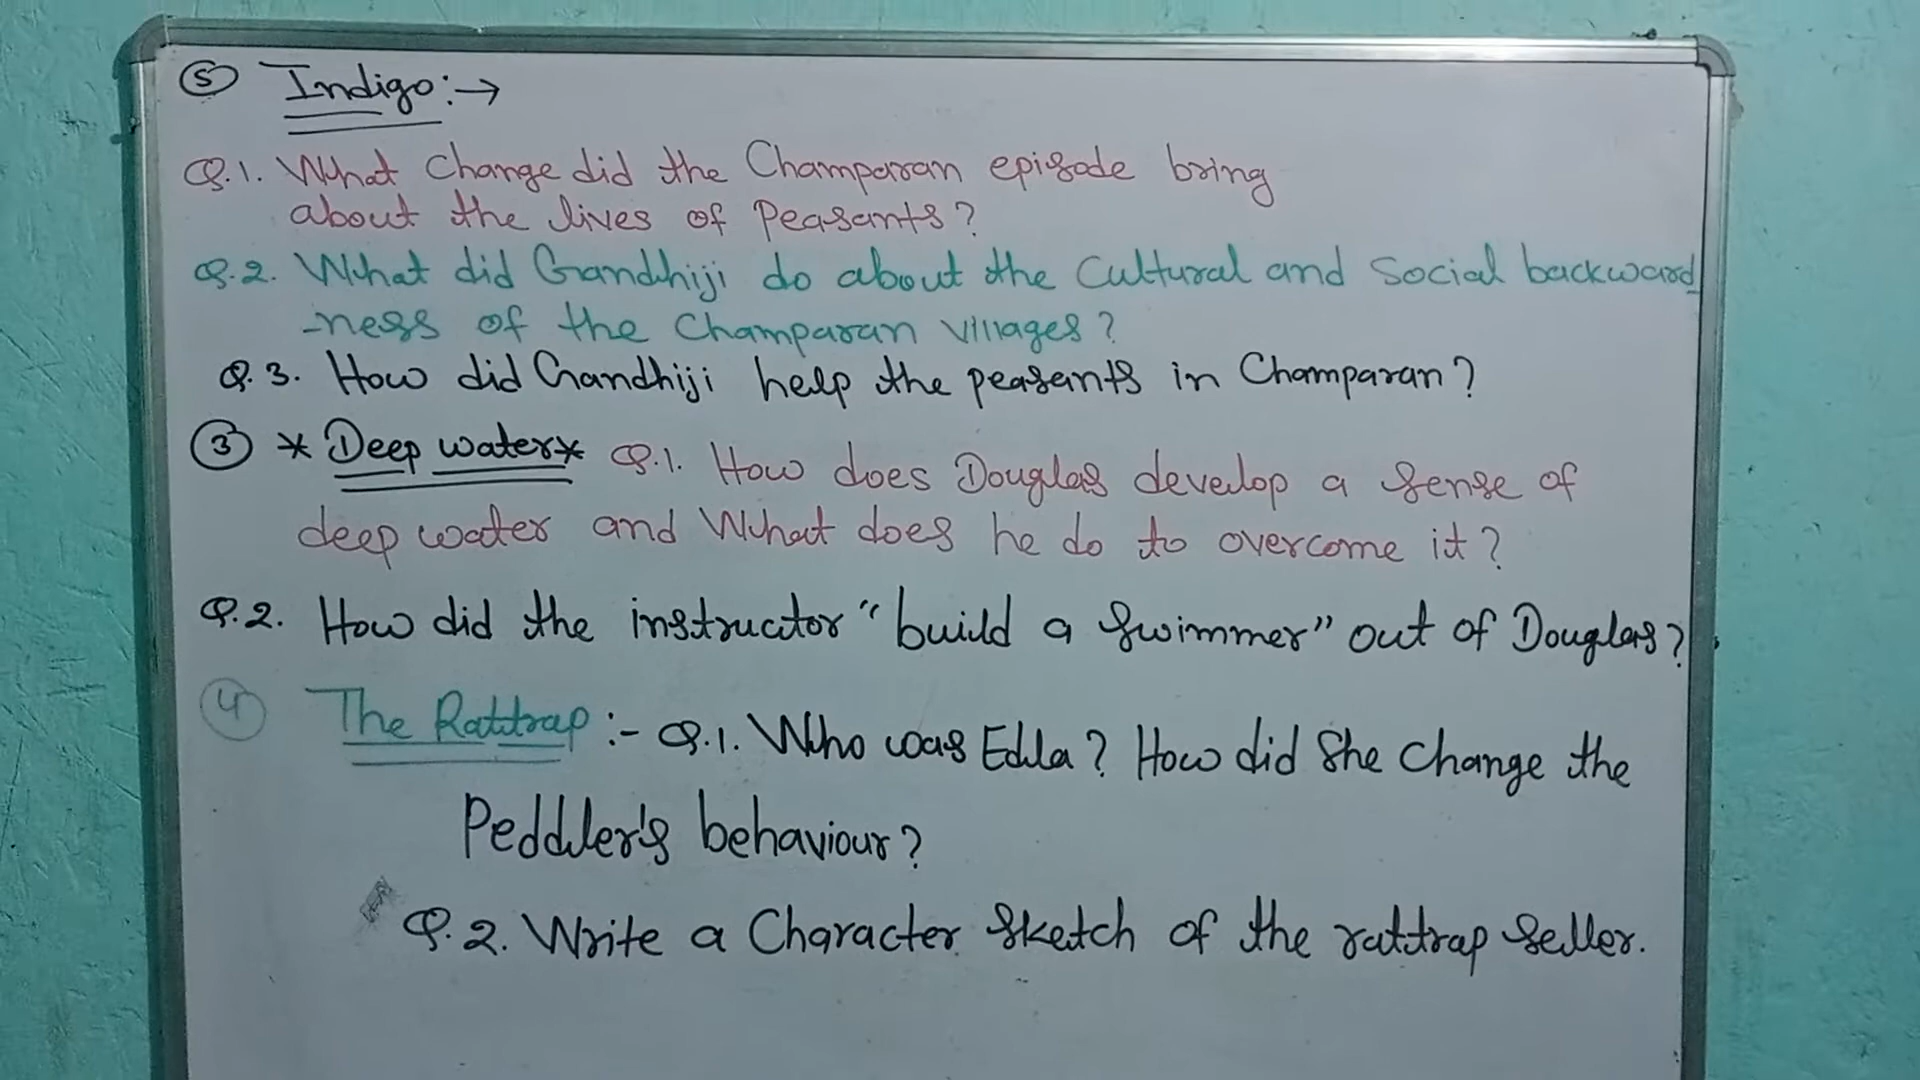 5 Indigo:→
Q.1. What Change did the Champaran episode bring
about the lives of Peasants?
Q.2. What did Gandhiji do about the Cultural and Social backward
-ness of the Champaran villages?
Q.3. How did Gandhiji help the peasants in Champaran?
3 * Deep water* Q.1. How does Douglas develop a sense of
deep water and What does he do to overcome it?
Q.2. How did the instructor "build a swimmer" out of Douglas?
4 The Rattrap :- Q.1. Who was Edla? How did She Change the
Peddler's behaviour?
Q.2. Write a Character Sketch of the rattrap Seller.